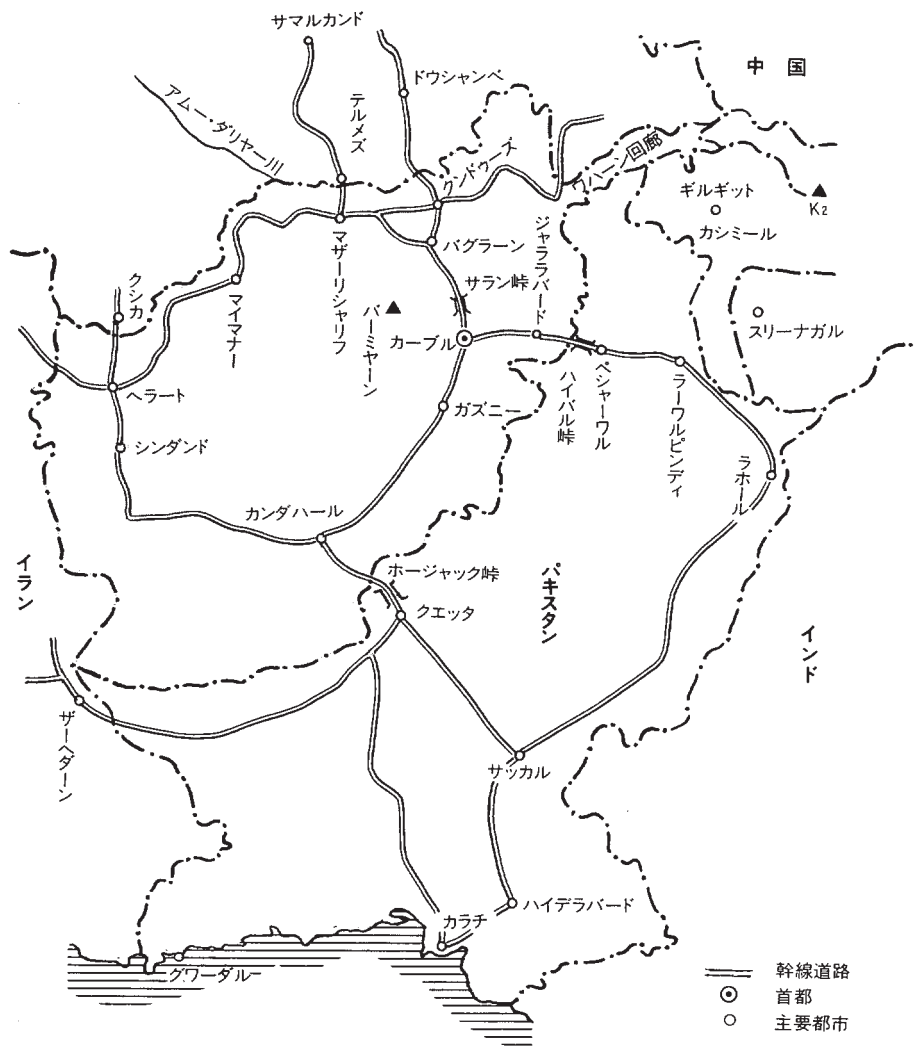 サマルカンド
中国
ドウシャンベ
テルメズ
アムー・ダリヤー川
クンドゥーズ
ワハーン回廊
ギルギット
K2
カシミール
ジャララバード
バグラーン
マザーリシャリフ
サラン峠
クシカ
マイマナー
バーミヤーン
カーブル
スリーナガル
ヘラート
ガズニー
ハイバル峠
ペシャーワル
ラーワルピンディ
シンダンド
ラホール
カンダハール
イラン
ホージャック峠
パキスタン
クエッタ
インド
ザーヘダーン
サッカル
カラチ
ハイデラバード
グワーダル
幹線道路
首都
主要都市